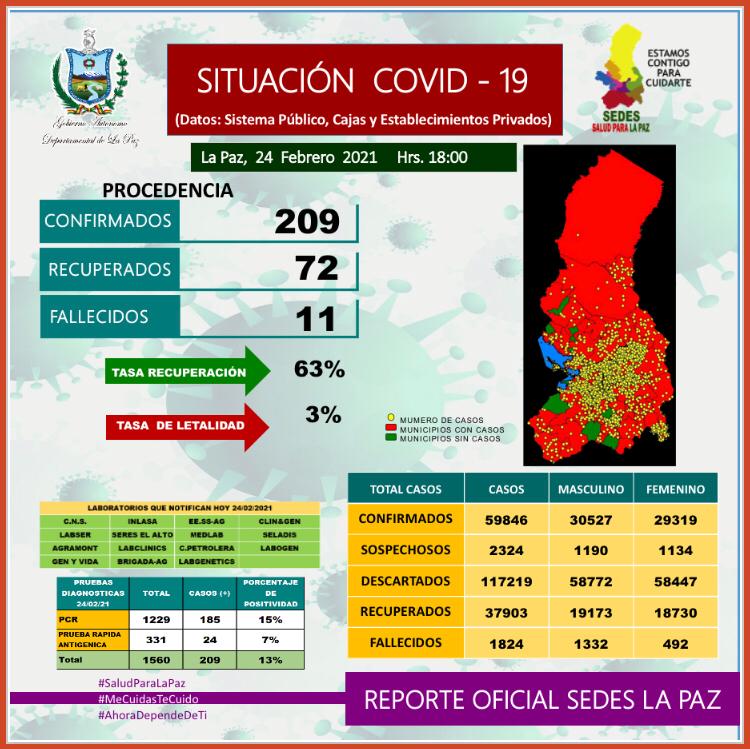 Gobierno Autónomo
Departamental de La Paz
SITUACIÓN COVID - 19
(Datos: Sistema Público, Cajas y Establecimientos Privados)
ESTAMOS
CONTIGO
PARA
CUIDARTE
SEDES
SALUD PARA LA PAZ
La Paz, 24 Febrero 2021 Hrs. 18:00
PROCEDENCIA
CONFIRMADOS 209
RECUPERADOS 72
FALLECIDOS 11
TASA RECUPERACIÓN 63%
TASA DE LETALIDAD 3%
MUMERO DE CASOS
MUNICIPIOS CON CASOS
MUNICIPIOS SIN CASOS
LABORATORIOS QUE NOTIFICAN HOY 24/02/2021
C.N.S. INLASA EE.SS-AG CLIN&GEN
LABSER SERES EL ALTO MEDLAB SELADIS
AGRAMONT LABCLINICS C.PETROLERA LABOGEN
GEN Y VIDA BRIGADA-AG LABGENETICS
PRUEBAS
DIAGNOSTICAS
24/02/21
TOTAL
CASOS (+)
PORCENTAJE
DE
POSITIVIDAD
PCR 1229 185 15%
PRUEBA RAPIDA
ANTIGENICA
331 24 7%
Total 1560 209 13%
TOTAL CASOS CASOS MASCULINO FEMENINO
CONFIRMADOS 59846 30527 29319
SOSPECHOSOS 2324 1190 1134
DESCARTADOS 117219 58772 58447
RECUPERADOS 37903 19173 18730
FALLECIDOS 1824 1332 492
#SaludParaLaPaz
#MeCuidasTeCuido
#AhoraDependeDeTi
REPORTE OFICIAL SEDES LA PAZ